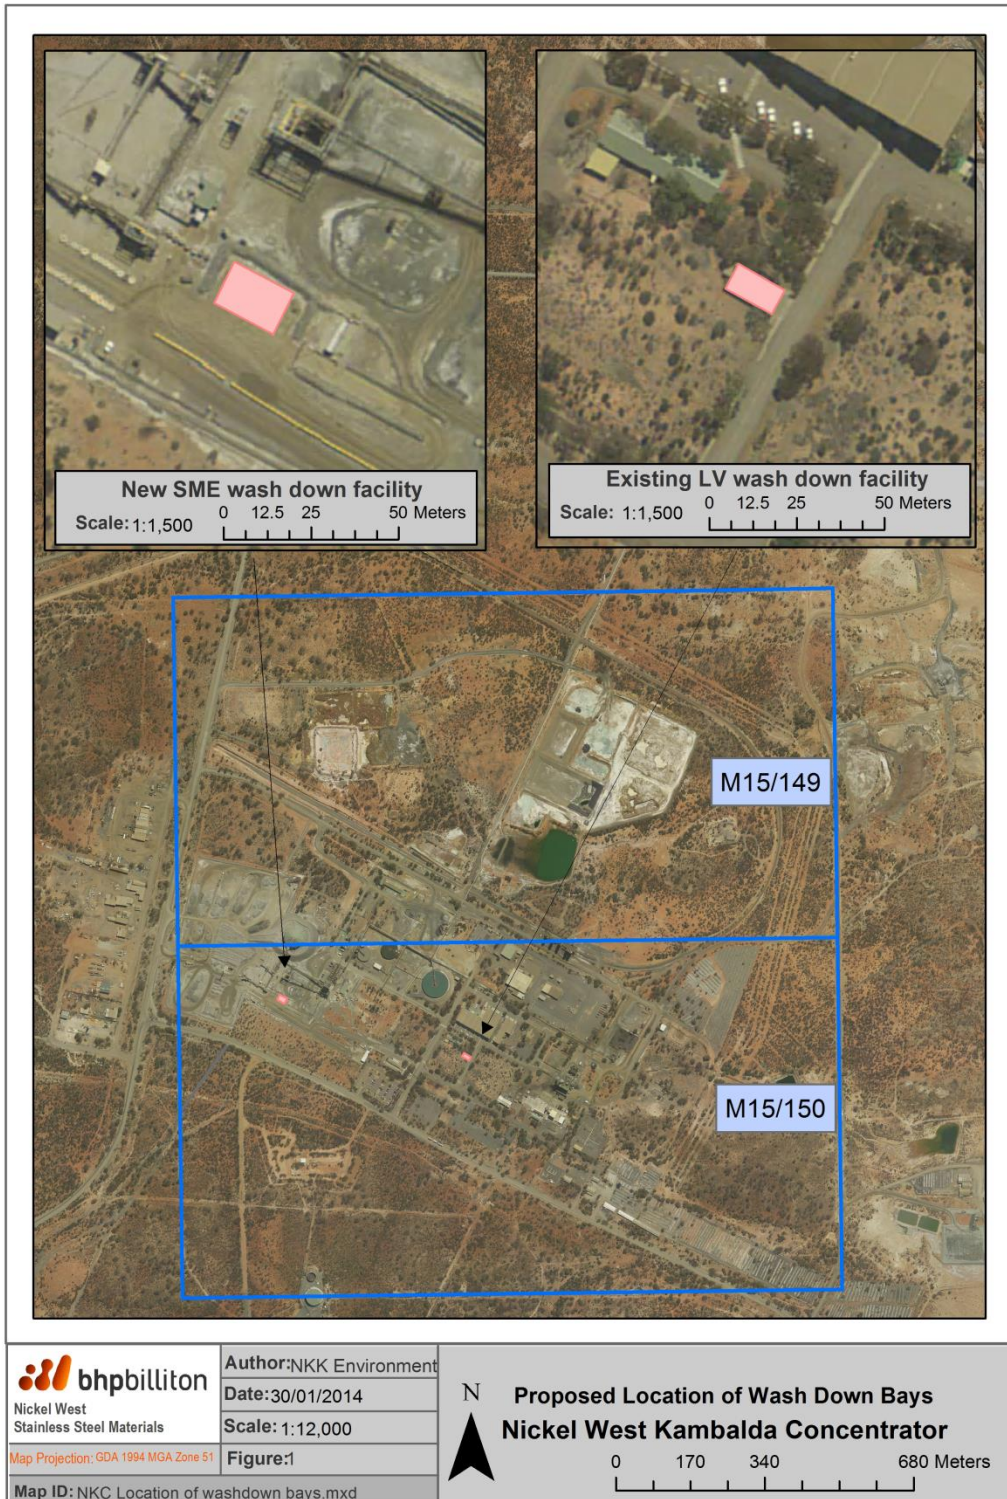 New SME wash down facility
Scale: 1:1,500
0 12.5 25 50 Meters
Existing LV wash down facility
Scale: 1:1,500
0 12.5 25 50 Meters
M15/149
M15/150
bhpbilliton
Nickel West
Stainless Steel Materials
Map Projection: GDA 1994 MGA Zone 51
Author:NKK Environment
Date:30/01/2014
Scale: 1:12,000
Figure:1
Map ID: NKC Location of washdown bays.mxd
N
Proposed Location of Wash Down Bays
Nickel West Kambalda Concentrator
0 170 340 680 Meters